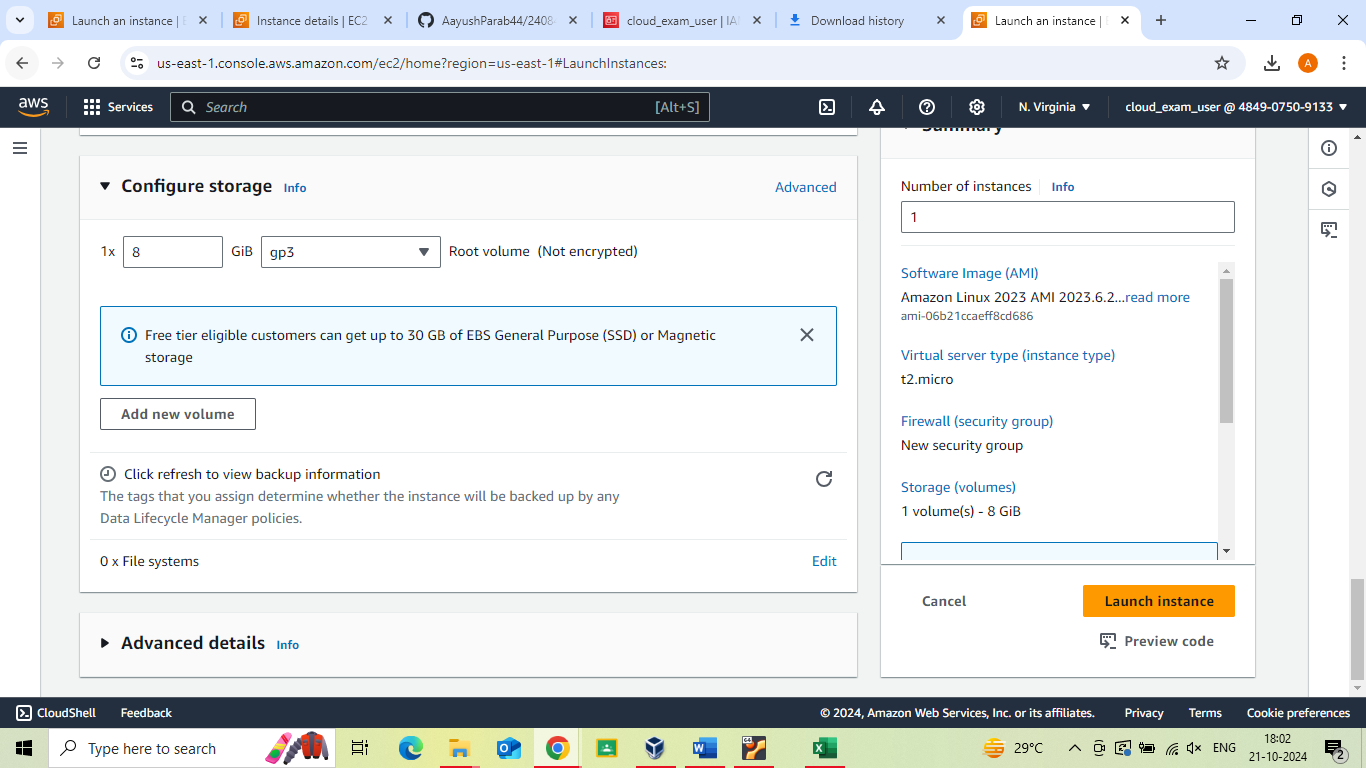 Launch an instance | E
Instance details | EC2
AayushParab44/2408
cloud_exam_user | IAM
Download history
Launch an instance | E
us-east-1.console.aws.amazon.com/ec2/home?region=us-east-1#LaunchInstances:
A
aws
Services
Search
[Alt+S]
N. Virginia
cloud_exam_user @ 4849-0750-9133
Configure storage Info
Advanced
1x 8 GiB gp3 Root volume (Not encrypted)
Free tier eligible customers can get up to 30 GB of EBS General Purpose (SSD) or Magnetic
storage
Add new volume
Click refresh to view backup information
The tags that you assign determine whether the instance will be backed up by any
Data Lifecycle Manager policies.
0 x File systems
Edit
Advanced details Info
Summary
Number of instances Info
1
Software Image (AMI)
Amazon Linux 2023 AMI 2023.6.2...read more
ami-06b21ccaeff8cd686
Virtual server type (instance type)
t2.micro
Firewall (security group)
New security group
Storage (volumes)
1 volume(s) - 8 GiB
Cancel
Launch instance
Preview code
CloudShell
Feedback
© 2024, Amazon Web Services, Inc. or its affiliates.
Privacy
Terms
Cookie preferences
Type here to search
64
29°C
ENG
18:02
21-10-2024
2